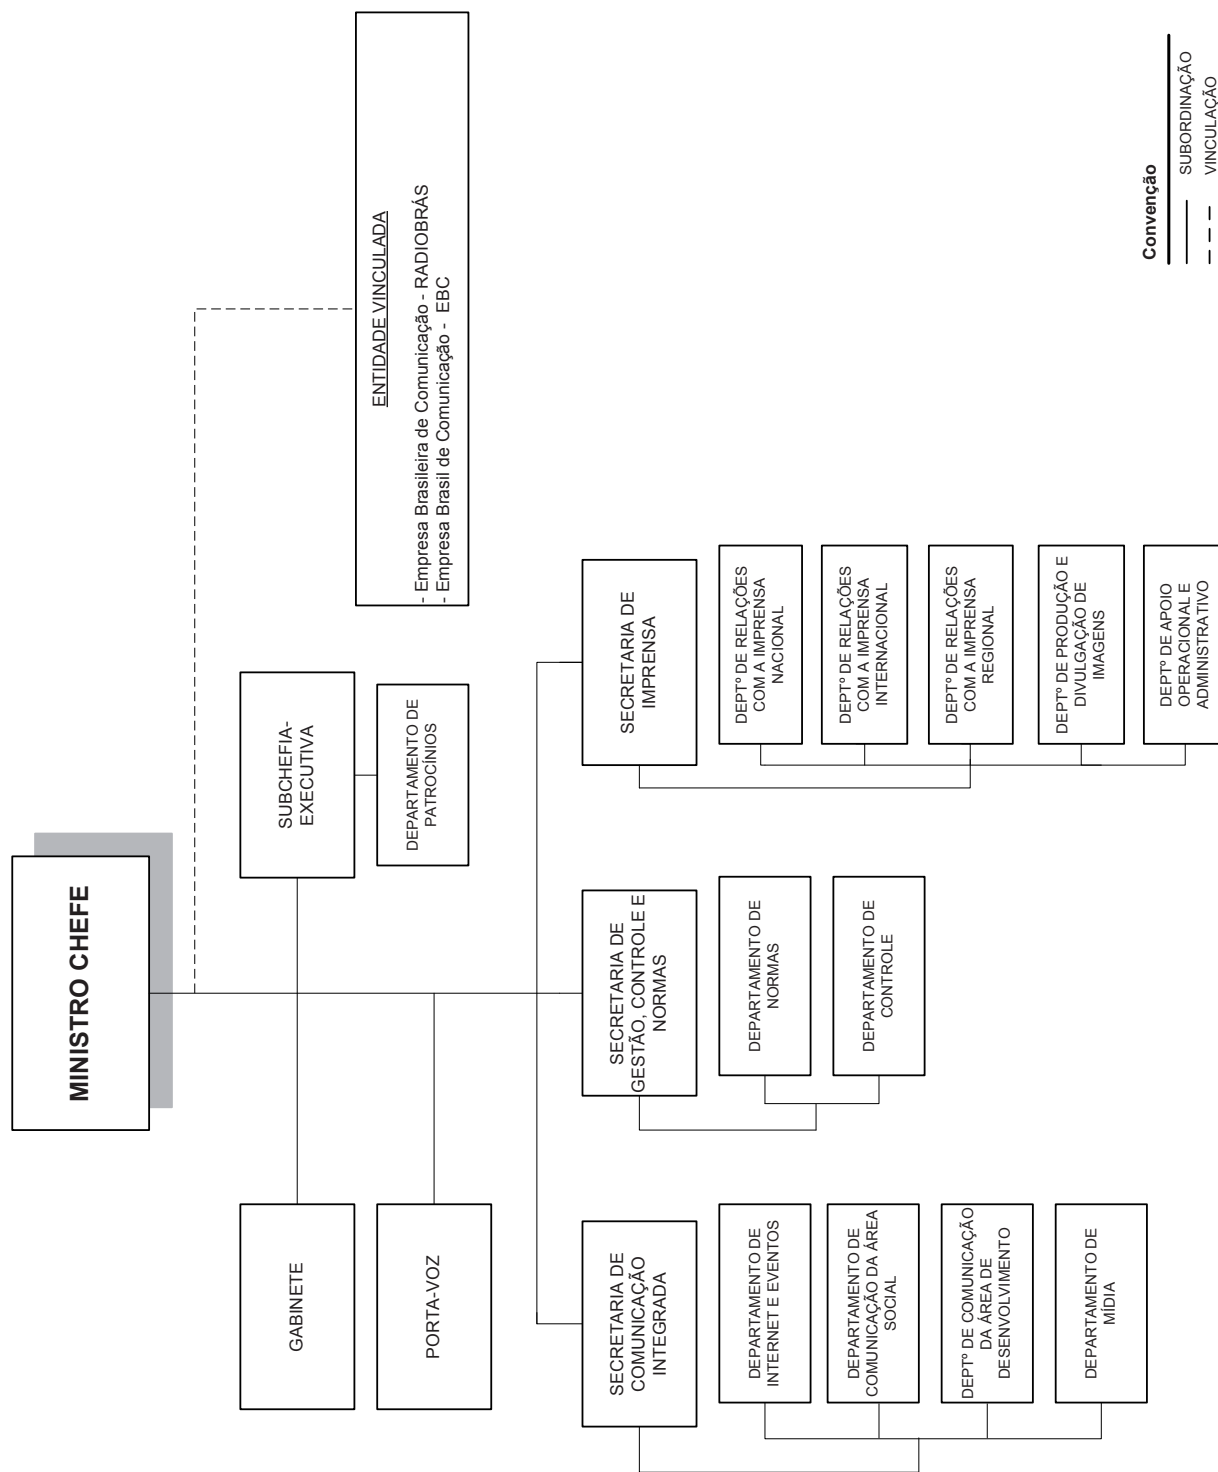 MINISTRO CHEFE
GABINETE
SUBCHEFIA-
EXECUTIVA
DEPARTAMENTO DE
PATROCÍNIOS
PORTA-VOZ
ENTIDADE VINCULADA
- Empresa Brasileira de Comunicação - RADIOBRÁS
- Empresa Brasil de Comunicação - EBC
SECRETARIA DE
COMUNICAÇÃO
INTEGRADA
DEPARTAMENTO DE
INTERNET E EVENTOS
DEPARTAMENTO DE
COMUNICAÇÃO DA ÁREA
SOCIAL
DEPTº DE COMUNICAÇÃO
DA ÁREA DE
DESENVOLVIMENTO
DEPARTAMENTO DE
MÍDIA
SECRETARIA DE
GESTÃO, CONTROLE E
NORMAS
DEPARTAMENTO DE
NORMAS
DEPARTAMENTO DE
CONTROLE
SECRETARIA DE
IMPRENSA
DEPTº DE RELAÇÕES
COM A IMPRENSA
NACIONAL
DEPTº DE RELAÇÕES
COM A IMPRENSA
INTERNACIONAL
DEPTº DE RELAÇÕES
COM A IMPRENSA
REGIONAL
DEPTº DE PRODUÇÃO E
DIVULGAÇÃO DE
IMAGENS
DEPTº DE APOIO
OPERACIONAL E
ADMINISTRATIVO
Convenção
SUBORDINAÇÃO
VINCULAÇÃO